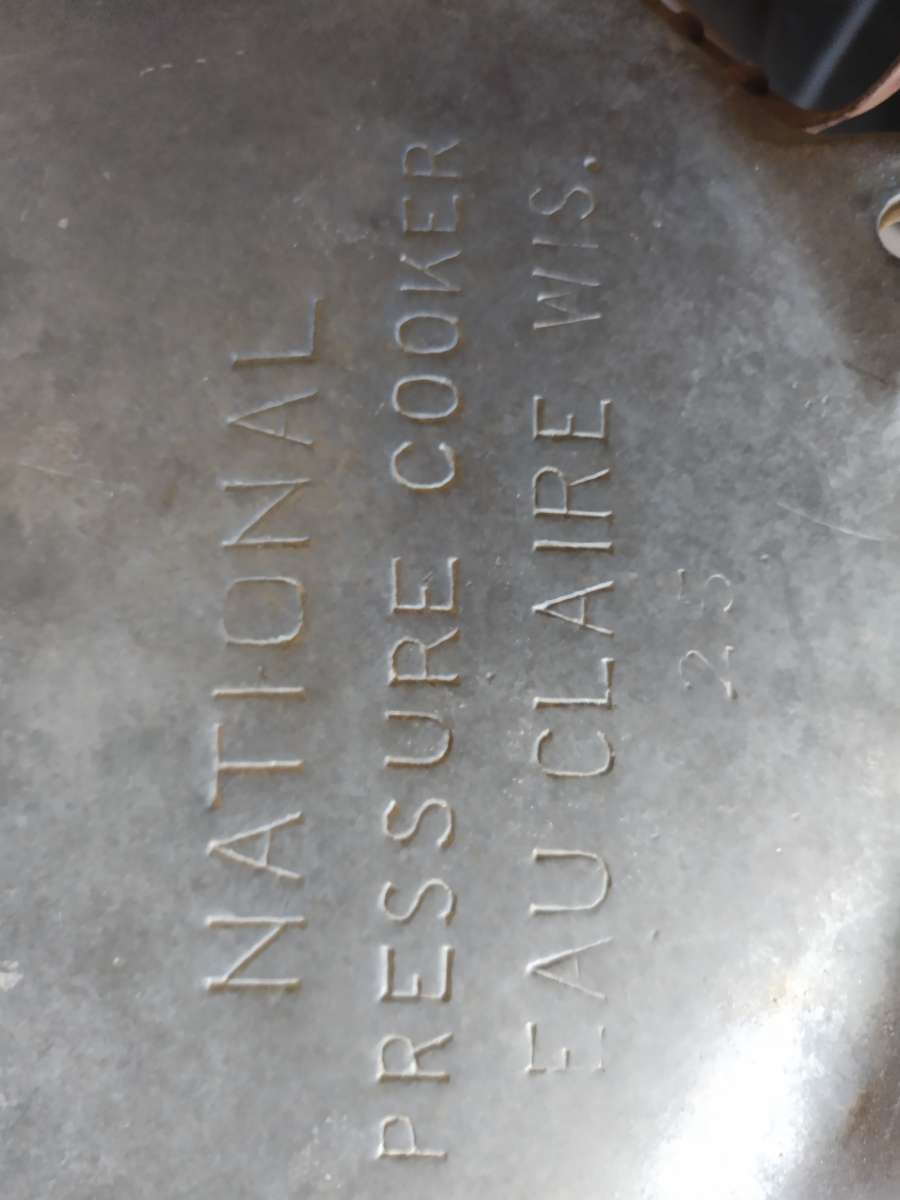 NATIONAL
PRESSURE COOKER
EAU CLAIRE WIS.
25